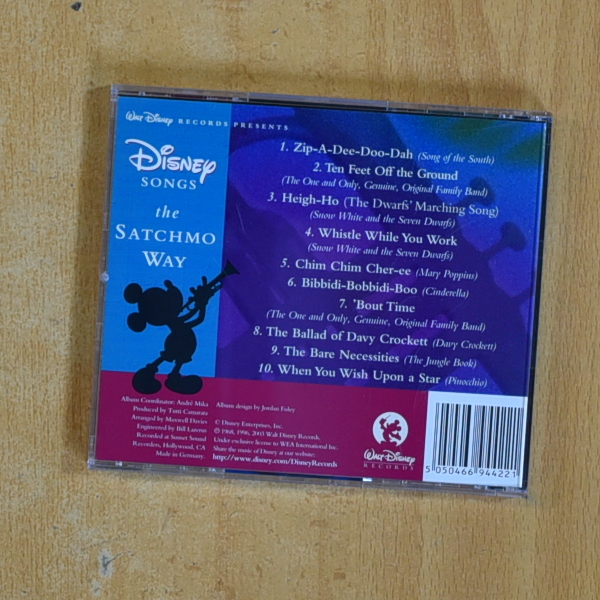 Walt Disney RECORDS PRESENTS
Disney
SONGS
the
SATCHMO
WAY
1. Zip-A-Dee-Doo-Dah (Song of the South)
2. Ten Feet Off the Ground
(The One and Only, Genuine, Original Family Band)
3. Heigh-Ho (The Dwarfs' Marching Song)
(Snow White and the Seven Dwarfs)
4. Whistle While You Work
(Snow White and the Seven Dwarfs)
5. Chim Chim Cher-ee (Mary Poppins)
6. Bibbidi-Bobbidi-Boo (Cinderella)
7. 'Bout Time
(The One and Only, Genuine, Original Family Band)
8. The Ballad of Davy Crockett (Davy Crockett)
9. The Bare Necessities (The Jungle Book)
10. When You Wish Upon a Star (Pinocchio)
Album Coordinator: André Mika
Produced by Tutti Camarata
Arranged by Maxwell Davies
Engineered by Bill Lazerus
Recorded at Sunset Sound
Recorders, Hollywood, CA
Made in Germany.
Album design by Jordan Foley
© Disney Enterprises, Inc.
℗ 1968, 1996, 2003 Walt Disney Records.
Under exclusive license to WEA International Inc.
Share the music of Disney at our website:
http://www.disney.com/DisneyRecords
Walt Disney
RECORDS
5 050466 944221